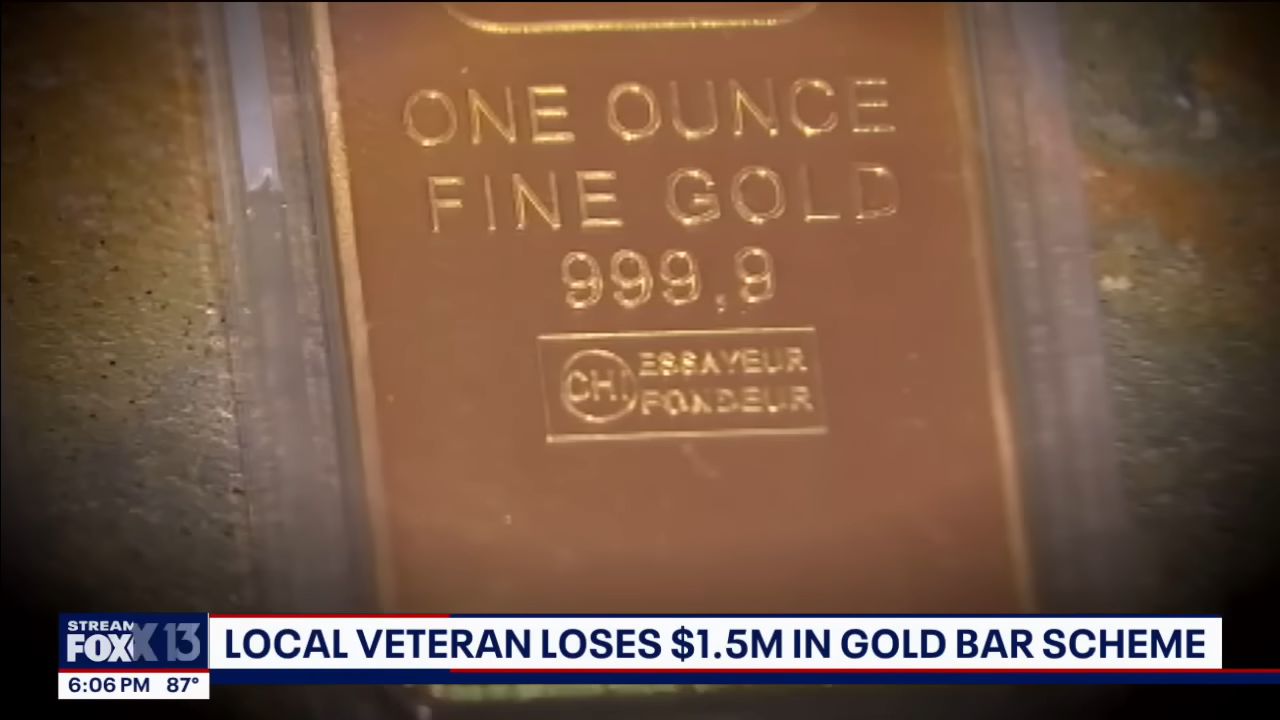 ONE OUNCE
FINE GOLD
999,9
CHI ESSAYEUR
FONDEUR
STREAM
FOX 13
LOCAL VETERAN LOSES $1.5M IN GOLD BAR SCHEME
6:06 PM 87°